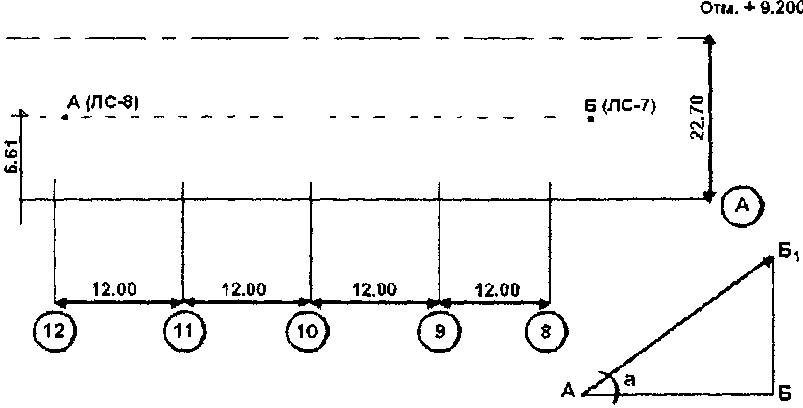 Отм. + 9.200
А (ЛС-8)
Б (ЛС-7)
6.61
22.70
А
12.00 12.00 12.00 12.00
12 11 10 9 8
Б1
А а Б